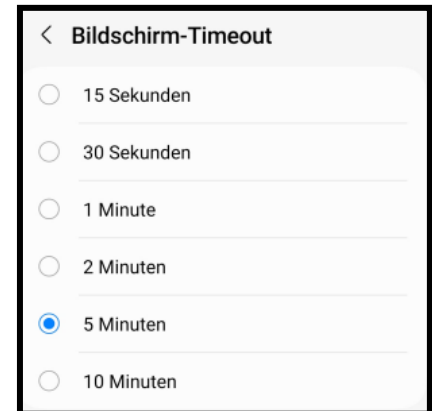 Bildschirm-Timeout
15 Sekunden
30 Sekunden
1 Minute
2 Minuten
5 Minuten
10 Minuten